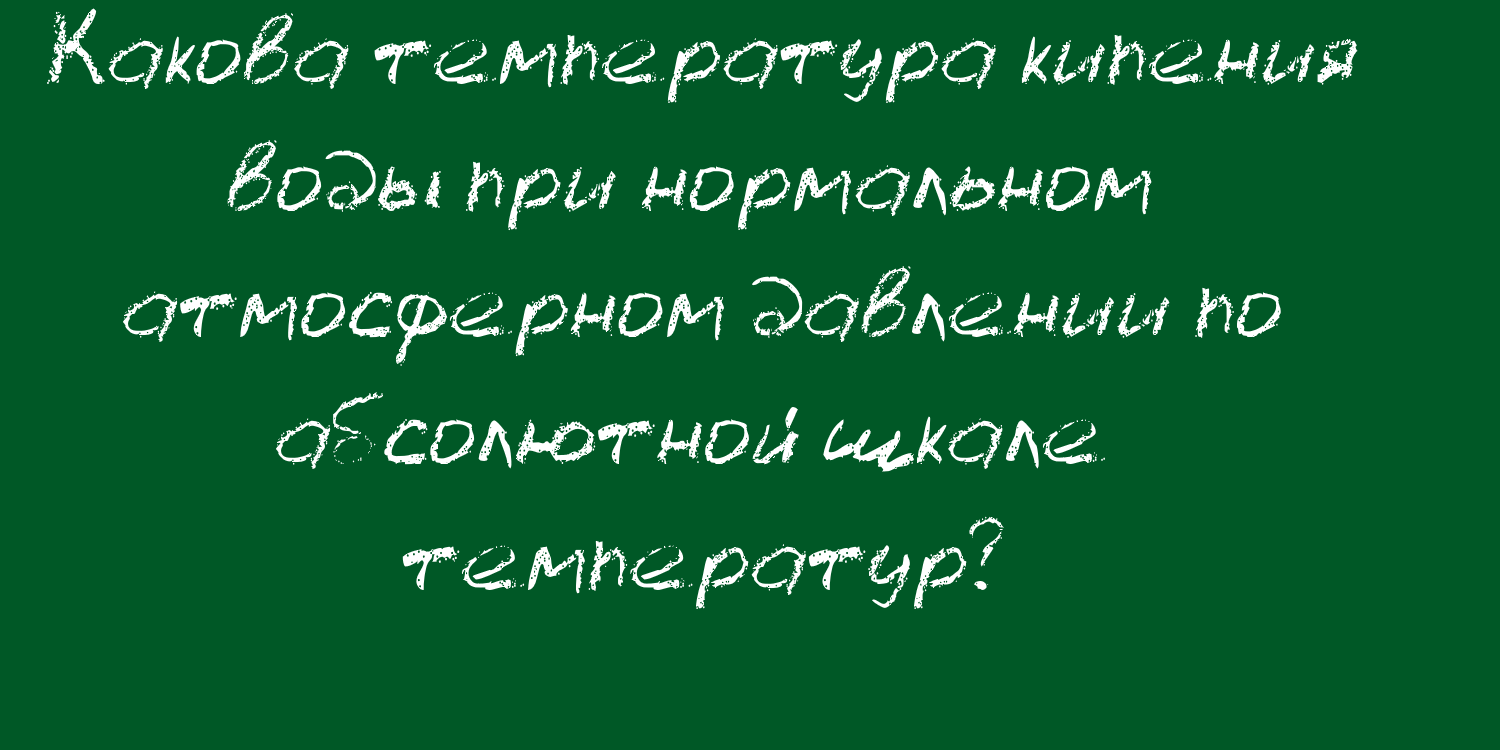 Какова температура кипения
воды при нормальном
атмосферном давлении по
абсолютной шкале
температур?